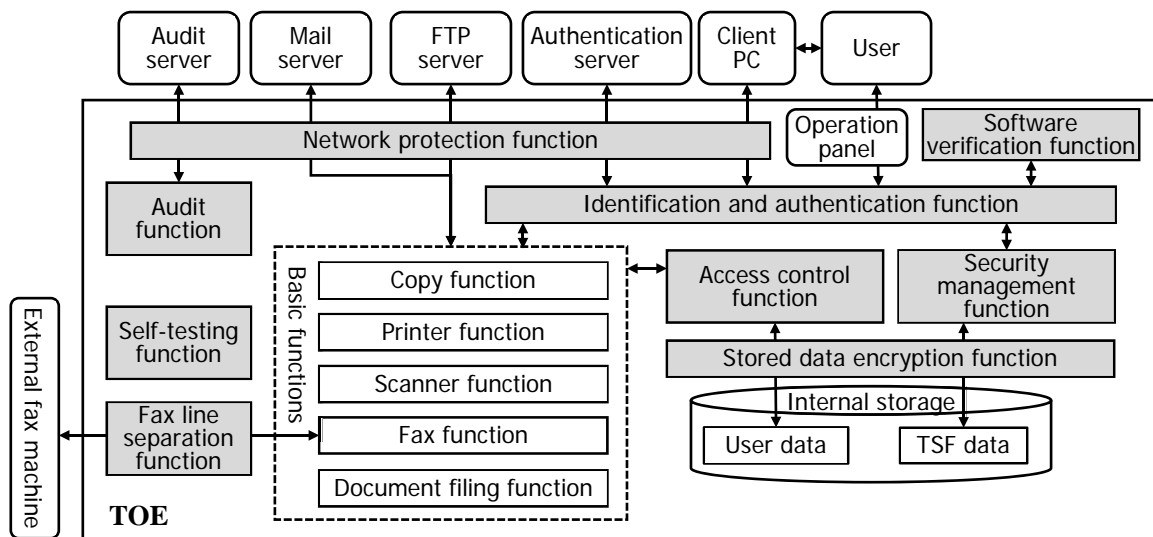 Audit
server
Mail
server
FTP
server
Authentication
server
Client
PC
User
Network protection function
Operation
panel
Software
verification function
Audit
function
Identification and authentication function
Basic functions
Copy function
Printer function
Scanner function
Fax function
Document filing function
Access control
function
Security
management
function
External fax machine
Self-testing
function
Stored data encryption function
Fax line
separation
function
Internal storage
User data
TSF data
TOE